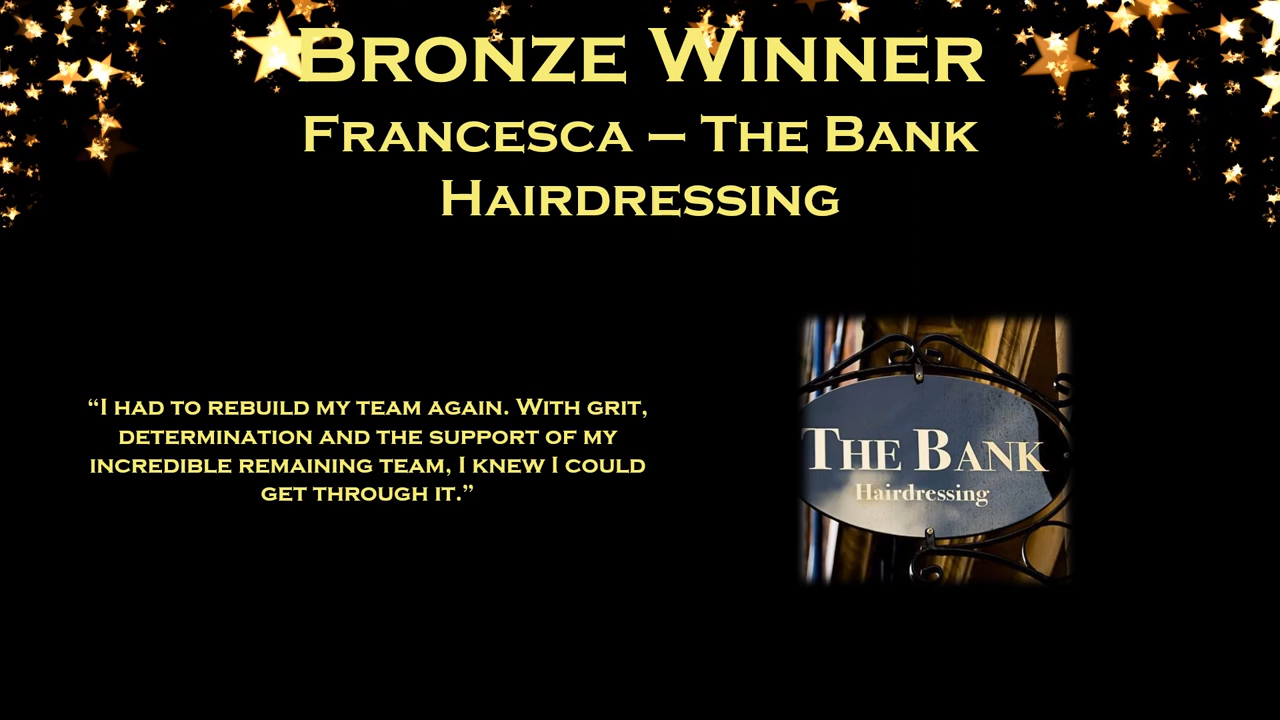 Bronze Winner
Francesca – The Bank
Hairdressing
“I had to rebuild my team again. With grit,
determination and the support of my
incredible remaining team, I knew I could
get through it.”
The Bank
Hairdressing